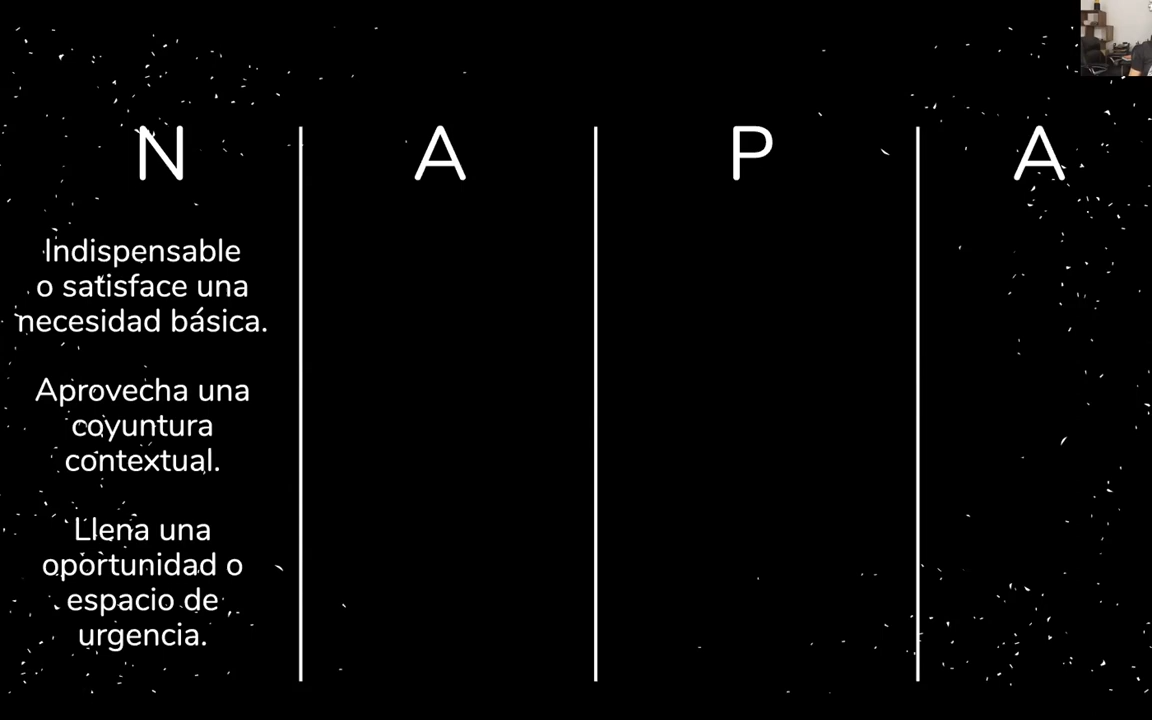 N A P A
Indispensable
o satisface una
necesidad básica.
Aprovecha una
coyuntura
contextual.
Llena una
oportunidad o
espacio de
urgencia.